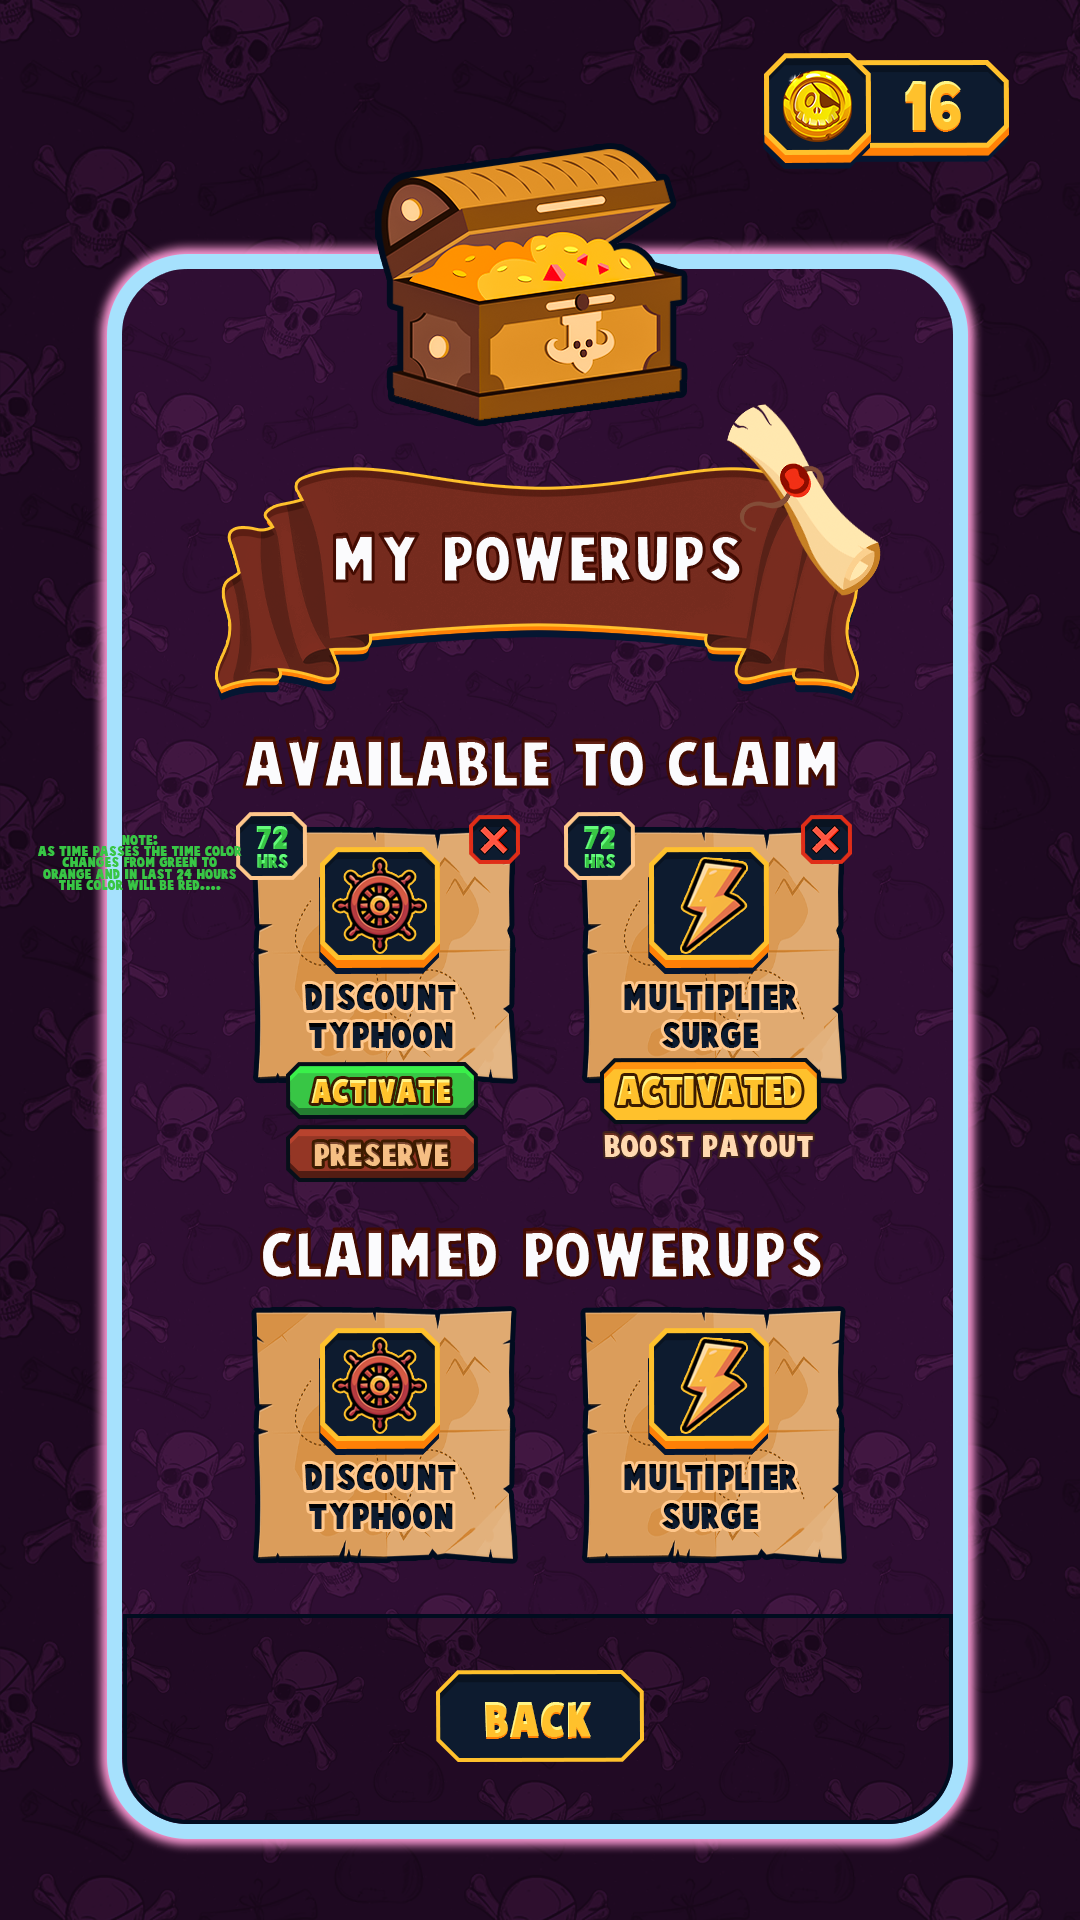 16
MY POWERUPS
AVAILABLE TO CLAIM
72
HRS
72
HRS
NOTE:
AS TIME PASSES THE TIME COLOR
CHANGES FROM GREEN TO
ORANGE AND IN LAST 24 HOURS
THE COLOR WILL BE RED....
DISCOUNT
TYPHOON
ACTIVATE
PRESERVE
MULTIPLIER
SURGE
ACTIVATED
BOOST PAYOUT
CLAIMED POWERUPS
DISCOUNT
TYPHOON
MULTIPLIER
SURGE
BACK